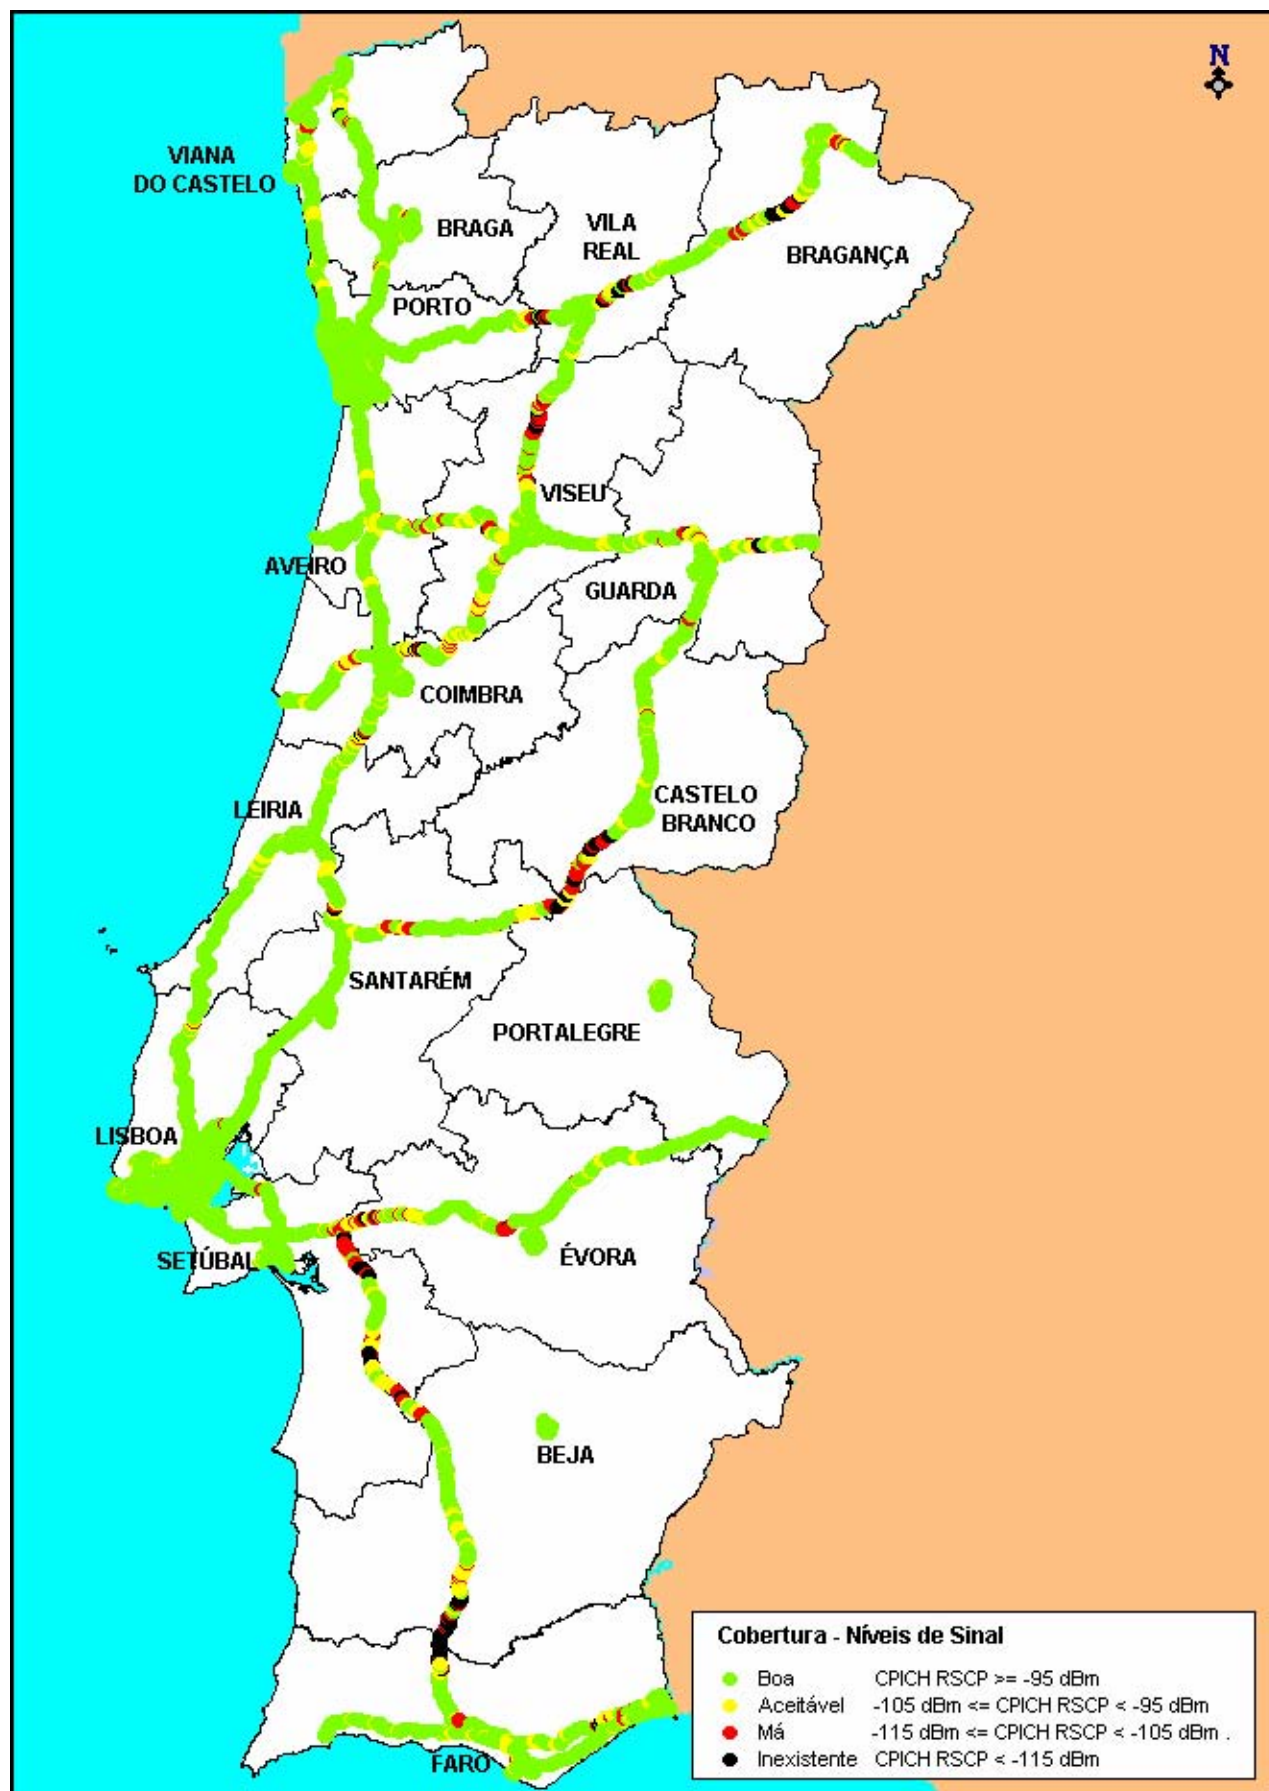 N
VIANA
DO CASTELO
BRAGA
VILA
REAL
BRAGANÇA
PORTO
VISEU
AVEIRO
GUARDA
COIMBRA
LEIRIA
CASTELO
BRANCO
SANTARÉM
PORTALEGRE
LISBOA
SETÚBAL
ÉVORA
BEJA
FARO
Cobertura - Níveis de Sinal
Boa CPICH RSCP >= -95 dBm
Aceitável -105 dBm <= CPICH RSCP < -95 dBm
Má -115 dBm <= CPICH RSCP < -105 dBm .
Inexistente CPICH RSCP < -115 dBm